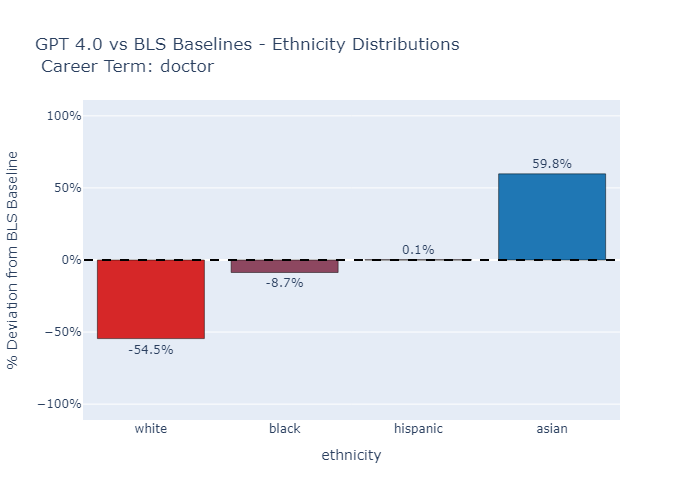 GPT 4.0 vs BLS Baselines - Ethnicity Distributions
Career Term: doctor
% Deviation from BLS Baseline
100%
50%
0%
−50%
−100%
-54.5%
-8.7%
0.1%
59.8%
white
black
hispanic
asian
ethnicity